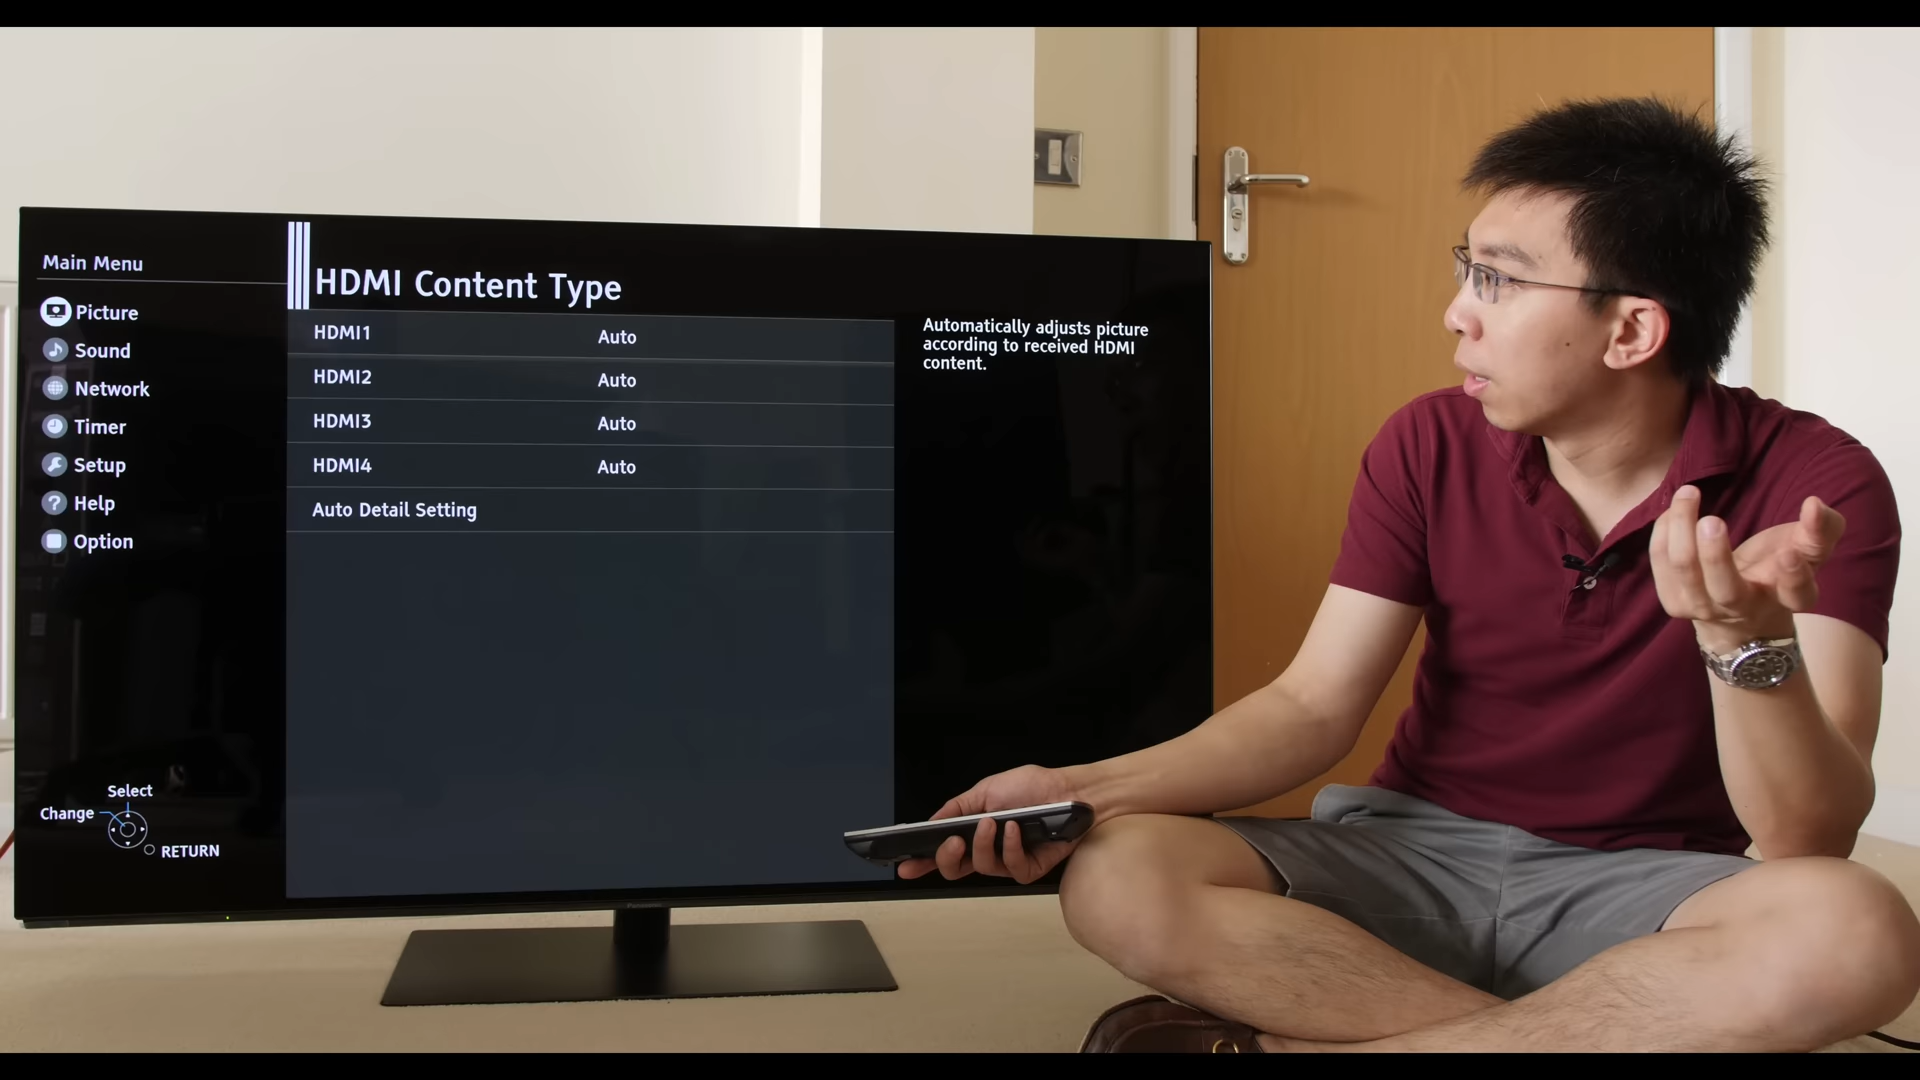 Main Menu
Picture
Sound
Network
Timer
Setup
Help
Option
Select
Change
RETURN
HDMI Content Type
HDMI1 Auto
HDMI2 Auto
HDMI3 Auto
HDMI4 Auto
Auto Detail Setting
Automatically adjusts picture
according to received HDMI
content.